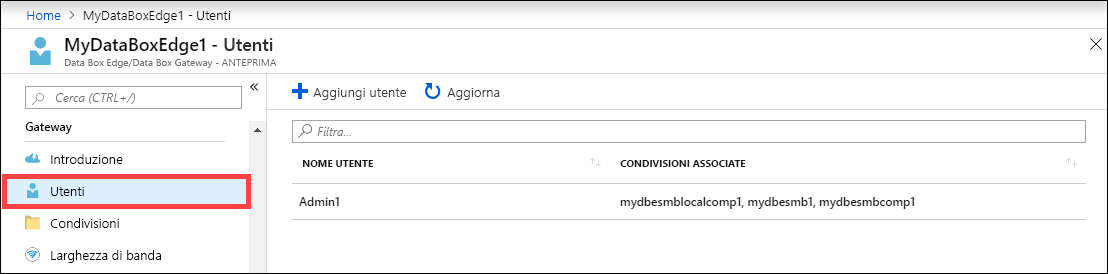 Home > MyDataBoxEdge1 - Utenti
MyDataBoxEdge1 - Utenti
Data Box Edge/Data Box Gateway - ANTEPRIMA
Cerca (CTRL+/)
Gateway
Introduzione
Utenti
Condivisioni
Larghezza di banda
Aggiungi utente
Aggiorna
Filtra...
NOME UTENTE
CONDIVISIONI ASSOCIATE
Admin1
mydbesmblocalcomp1, mydbesmb1, mydbesmbcomp1